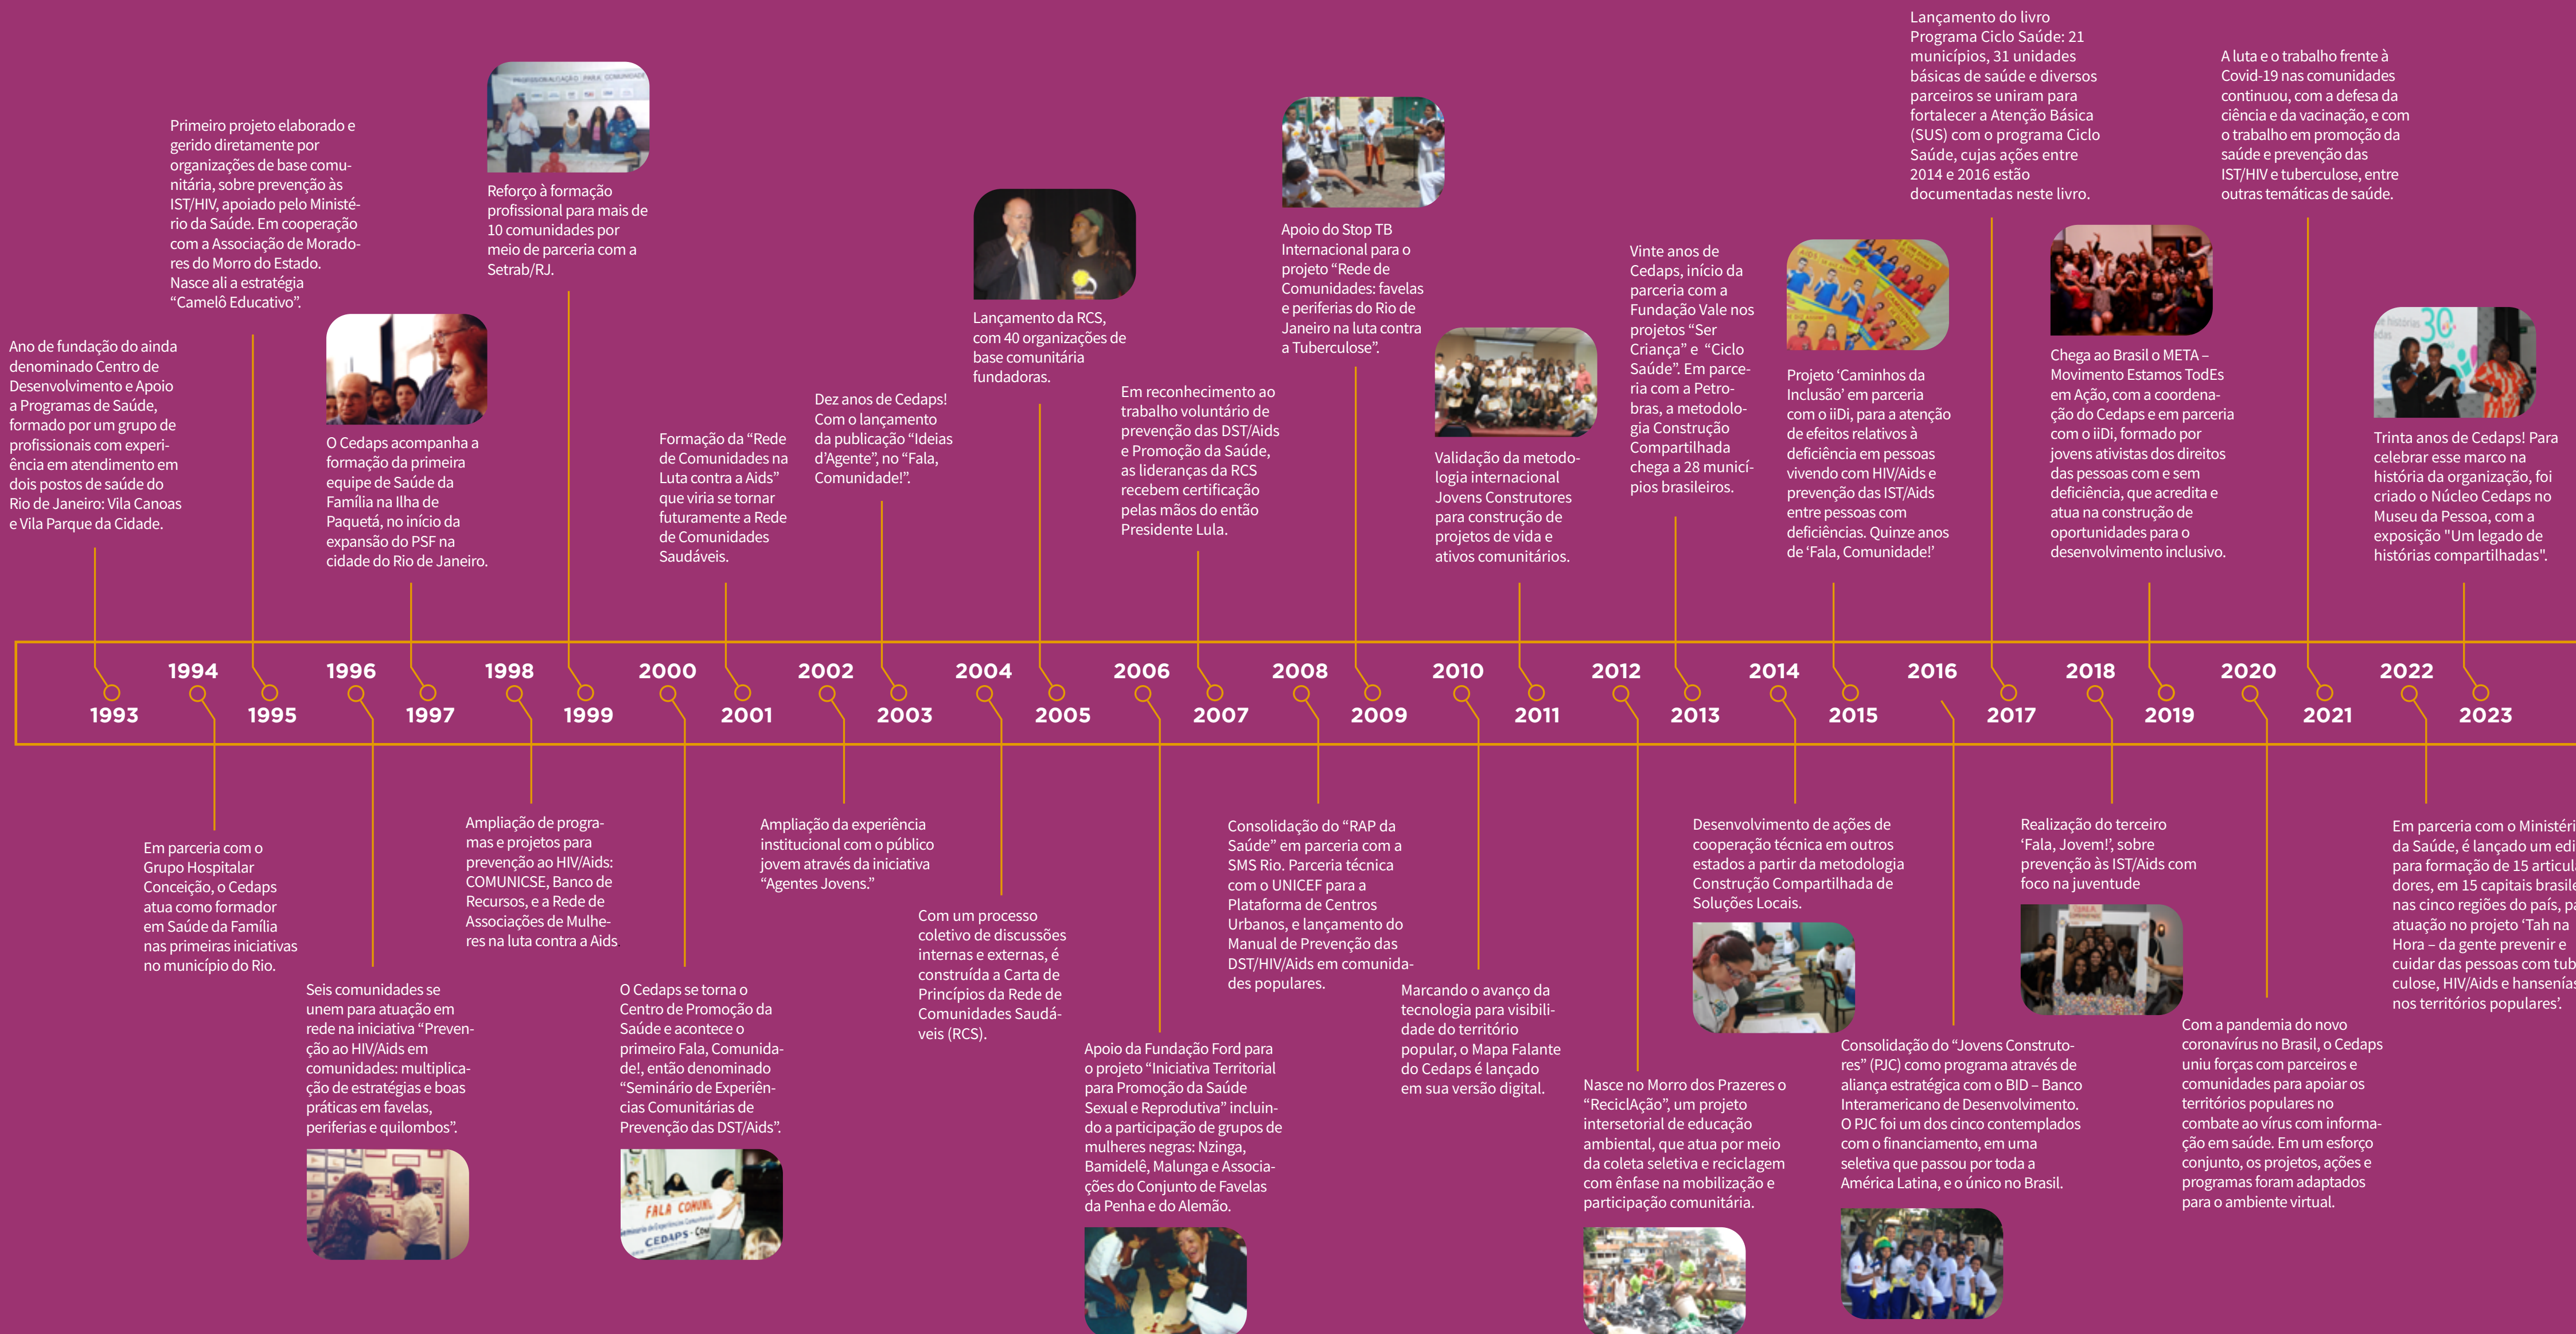 Ano de fundação do ainda
denominado Centro de
Desenvolvimento e Apoio
a Programas de Saúde,
formado por um grupo de
profissionais com experi-
ência em atendimento em
dois postos de saúde do
Rio de Janeiro: Vila Canoas
e Vila Parque da Cidade.
Primeiro projeto elaborado e
gerido diretamente por
organizações de base comu-
nitária, sobre prevenção às
IST/HIV, apoiado pelo Ministé-
rio da Saúde. Em cooperação
com a Associação de Morado-
res do Morro do Estado.
Nasce ali a estratégia
“Camelô Educativo”.
O Cedaps acompanha a
formação da primeira
equipe de Saúde da
Família na Ilha de
Paquetá, no início da
expansão do PSF na
cidade do Rio de Janeiro.
PROFISSIONALIZAÇÃO PARA COMUNIDADE
Reforço à formação
profissional para mais de
10 comunidades por
meio de parceria com a
Setrab/RJ.
Formação da “Rede
de Comunidades na
Luta contra a Aids”
que viria se tornar
futuramente a Rede
de Comunidades
Saudáveis.
Dez anos de Cedaps!
Com o lançamento
da publicação “Ideias
d’Agente”, no “Fala,
Comunidade!”.
Lançamento da RCS,
com 40 organizações de
base comunitária
fundadoras.
Em reconhecimento ao
trabalho voluntário de
prevenção das DST/Aids
e Promoção da Saúde,
as lideranças da RCS
recebem certificação
pelas mãos do então
Presidente Lula.
Apoio do Stop TB
Internacional para o
projeto “Rede de
Comunidades: favelas
e periferias do Rio de
Janeiro na luta contra
a Tuberculose”.
Validação da metodo-
logia internacional
Jovens Construtores
para construção de
projetos de vida e
ativos comunitários.
Vinte anos de
Cedaps, início da
parceria com a
Fundação Vale nos
projetos “Ser
Criança” e “Ciclo
Saúde”. Em parce-
ria com a Petro-
bras, a metodolo-
gia Construção
Compartilhada
chega a 28 municí-
pios brasileiros.
Projeto ‘Caminhos da
Inclusão’ em parceria
com o iiDi, para a atenção
de efeitos relativos à
deficiência em pessoas
vivendo com HIV/Aids e
prevenção das IST/Aids
entre pessoas com
deficiências. Quinze anos
de ‘Fala, Comunidade!’
Lançamento do livro
Programa Ciclo Saúde: 21
municípios, 31 unidades
básicas de saúde e diversos
parceiros se uniram para
fortalecer a Atenção Básica
(SUS) com o programa Ciclo
Saúde, cujas ações entre
2014 e 2016 estão
documentadas neste livro.
Chega ao Brasil o META –
Movimento Estamos TodEs
em Ação, com a coordena-
ção do Cedaps e em parceria
com o iiDi, formado por
jovens ativistas dos direitos
das pessoas com e sem
deficiência, que acredita e
atua na construção de
oportunidades para o
desenvolvimento inclusivo.
A luta e o trabalho frente à
Covid-19 nas comunidades
continuou, com a defesa da
ciência e da vacinação, e com
o trabalho em promoção da
saúde e prevenção das
IST/HIV e tuberculose, entre
outras temáticas de saúde.
histórias 30
Trinta anos de Cedaps! Para
celebrar esse marco na
história da organização, foi
criado o Núcleo Cedaps no
Museu da Pessoa, com a
exposição "Um legado de
histórias compartilhadas".
1994 1996 1998 2000 2002 2004 2006 2008 2010 2012 2014 2016 2018 2020 2022
1993 1995 1997 1999 2001 2003 2005 2007 2009 2011 2013 2015 2017 2019 2021 2023
Em parceria com o
Grupo Hospitalar
Conceição, o Cedaps
atua como formador
em Saúde da Família
nas primeiras iniciativas
no município do Rio.
Seis comunidades se
unem para atuação em
rede na iniciativa “Preven-
ção ao HIV/Aids em
comunidades: multiplica-
ção de estratégias e boas
práticas em favelas,
periferias e quilombos”.
Ampliação de progra-
mas e projetos para
prevenção ao HIV/Aids:
COMUNICSE, Banco de
Recursos, e a Rede de
Associações de Mulhe-
res na luta contra a Aids.
O Cedaps se torna o
Centro de Promoção da
Saúde e acontece o
primeiro Fala, Comunida-
de!, então denominado
“Seminário de Experiên-
cias Comunitárias de
Prevenção das DST/Aids”.
FALA COMUNI
CEDAPS-
Ampliação da experiência
institucional com o público
jovem através da iniciativa
“Agentes Jovens.”
Com um processo
coletivo de discussões
internas e externas, é
construída a Carta de
Princípios da Rede de
Comunidades Saudá-
veis (RCS).
Apoio da Fundação Ford para
o projeto “Iniciativa Territorial
para Promoção da Saúde
Sexual e Reprodutiva” incluin-
do a participação de grupos de
mulheres negras: Nzinga,
Bamidelê, Malunga e Associa-
ções do Conjunto de Favelas
da Penha e do Alemão.
Consolidação do “RAP da
Saúde” em parceria com a
SMS Rio. Parceria técnica
com o UNICEF para a
Plataforma de Centros
Urbanos, e lançamento do
Manual de Prevenção das
DST/HIV/Aids em comunida-
des populares.
Marcando o avanço da
tecnologia para visibili-
dade do território
popular, o Mapa Falante
do Cedaps é lançado
em sua versão digital.
Nasce no Morro dos Prazeres o
“ReciclAção”, um projeto
intersetorial de educação
ambiental, que atua por meio
da coleta seletiva e reciclagem
com ênfase na mobilização e
participação comunitária.
Desenvolvimento de ações de
cooperação técnica em outros
estados a partir da metodologia
Construção Compartilhada de
Soluções Locais.
Consolidação do “Jovens Construto-
res” (PJC) como programa através de
aliança estratégica com o BID – Banco
Interamericano de Desenvolvimento.
O PJC foi um dos cinco contemplados
com o financiamento, em uma
seletiva que passou por toda a
América Latina, e o único no Brasil.
Realização do terceiro
‘Fala, Jovem!’, sobre
prevenção às IST/Aids com
foco na juventude
Com a pandemia do novo
coronavírus no Brasil, o Cedaps
uniu forças com parceiros e
comunidades para apoiar os
territórios populares no
combate ao vírus com informa-
ção em saúde. Em um esforço
conjunto, os projetos, ações e
programas foram adaptados
para o ambiente virtual.
Em parceria com o Ministéri
da Saúde, é lançado um edi
para formação de 15 articul
dores, em 15 capitais brasile
nas cinco regiões do país, pa
atuação no projeto ‘Tah na
Hora – da gente prevenir e
cuidar das pessoas com tub
culose, HIV/Aids e hansenías
nos territórios populares’.